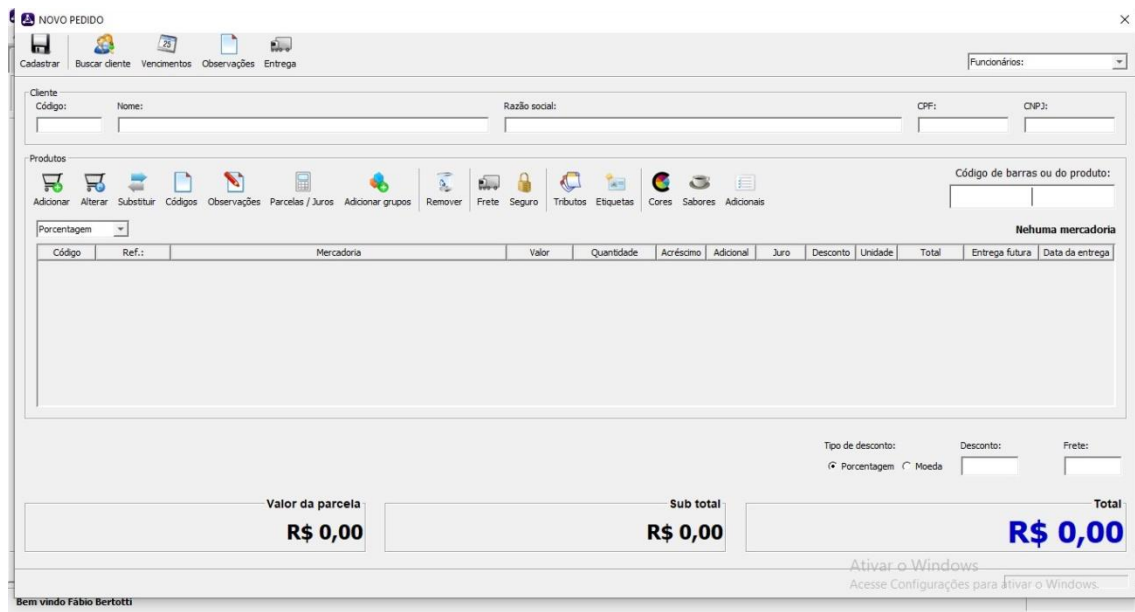 NOVO PEDIDO
25
Cadastrar Buscar cliente Vencimentos Observações Entrega
Funcionários:
Cliente
Código: Nome: Razão social: CPF: CNPJ:
Produtos
Código de barras ou do produto:
Adicionar Alterar Substituir Códigos Observações Parcelas / Juros Adicionar grupos Remover Frete Seguro Tributos Etiquetas Cores Sabores Adicionais
Porcentagem
Nehuma mercadoria
Código Ref.: Mercadoria Valor Quantidade Acréscimo Adicional Juro Desconto Unidade Total Entrega futura Data da entrega
Tipo de desconto: Desconto: Frete:
Porcentagem Moeda
Valor da parcela Sub total Total
R$ 0,00 R$ 0,00 R$ 0,00
Ativar o Windows
Acesse Configurações para ativar o Windows.
Bem vindo Fábio Bertotti